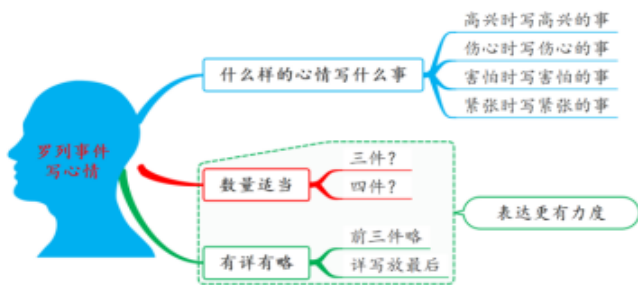 罗列事件
写心情
什么样的心情写什么事
高兴时写高兴的事
伤心时写伤心的事
害怕时写害怕的事
紧张时写紧张的事
数量适当
三件?
四件?
有详有略
前三件略
详写放最后
表达更有力度